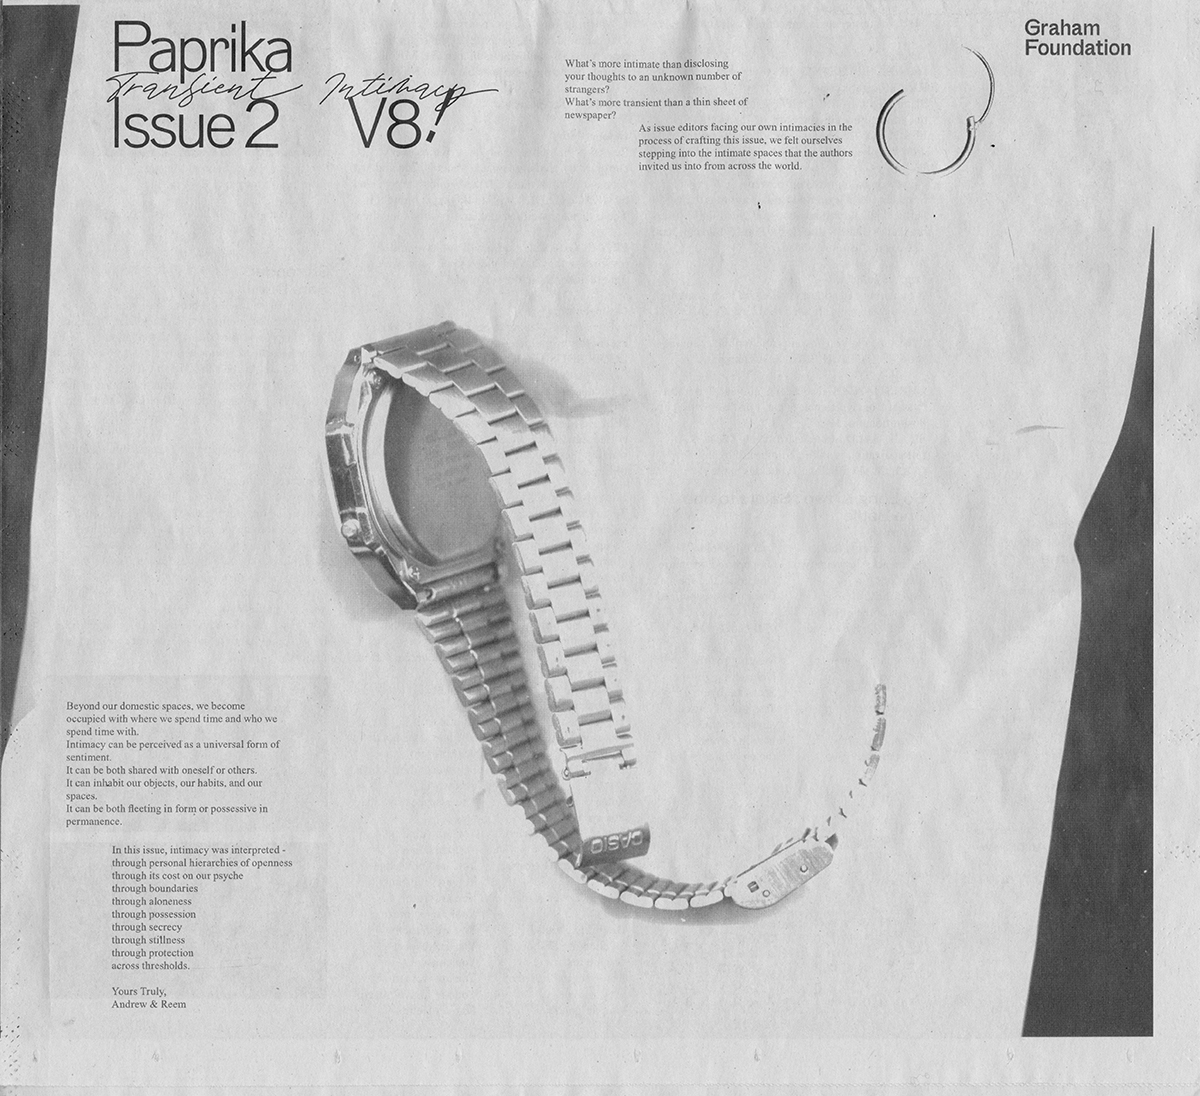 Paprika
Transient Intimacy
Issue 2 V8!
What's more intimate than disclosing
your thoughts to an unknown number of
strangers?
What's more transient than a thin sheet of
newspaper?
As issue editors facing our own intimacies in the
process of crafting this issue, we felt ourselves
stepping into the intimate spaces that the authors
invited us into from across the world.
Graham
Foundation
CASIO
Beyond our domestic spaces, we become
occupied with where we spend time and who we
spend time with.
Intimacy can be perceived as a universal form of
sentiment.
It can be both shared with oneself or others.
It can inhabit our objects, our habits, and our
spaces.
It can be both fleeting in form or possessive in
permanence.
In this issue, intimacy was interpreted -
through personal hierarchies of openness
through its cost on our psyche
through boundaries
through aloneness
through possession
through secrecy
through stillness
through protection
across thresholds.
Yours Truly,
Andrew & Reem